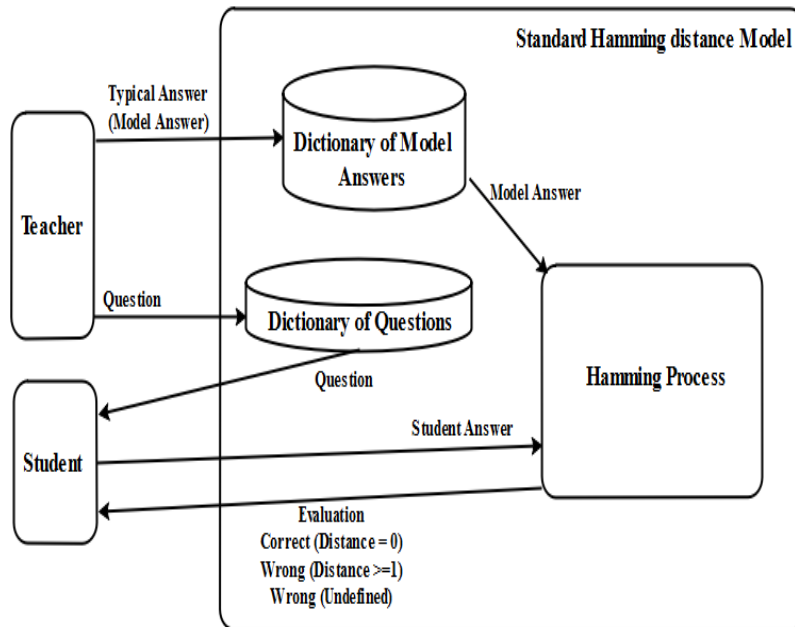 Standard Hamming distance Model
Typical Answer
(Model Answer)
Dictionary of Model
Answers
Model Answer
Teacher
Question
Dictionary of Questions
Question
Hamming Process
Student Answer
Student
Evaluation
Correct (Distance = 0)
Wrong (Distance >=1)
Wrong (Undefined)